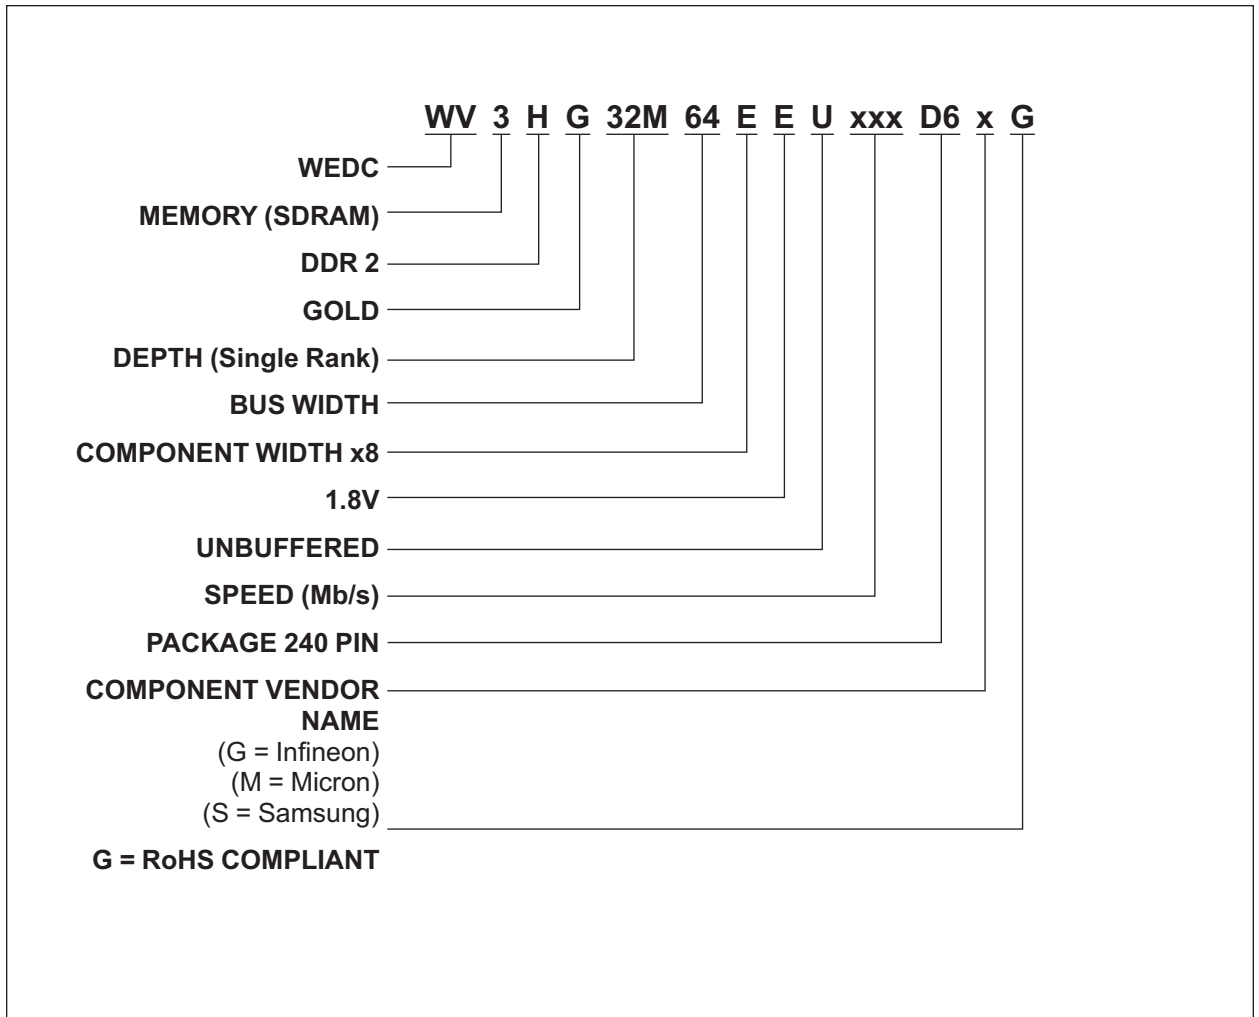 WV 3 H G 32M 64 E E U xxx D6 x G
WEDC
MEMORY (SDRAM)
DDR 2
GOLD
DEPTH (Single Rank)
BUS WIDTH
COMPONENT WIDTH x8
1.8V
UNBUFFERED
SPEED (Mb/s)
PACKAGE 240 PIN
COMPONENT VENDOR
NAME
(G = Infineon)
(M = Micron)
(S = Samsung)
G = RoHS COMPLIANT